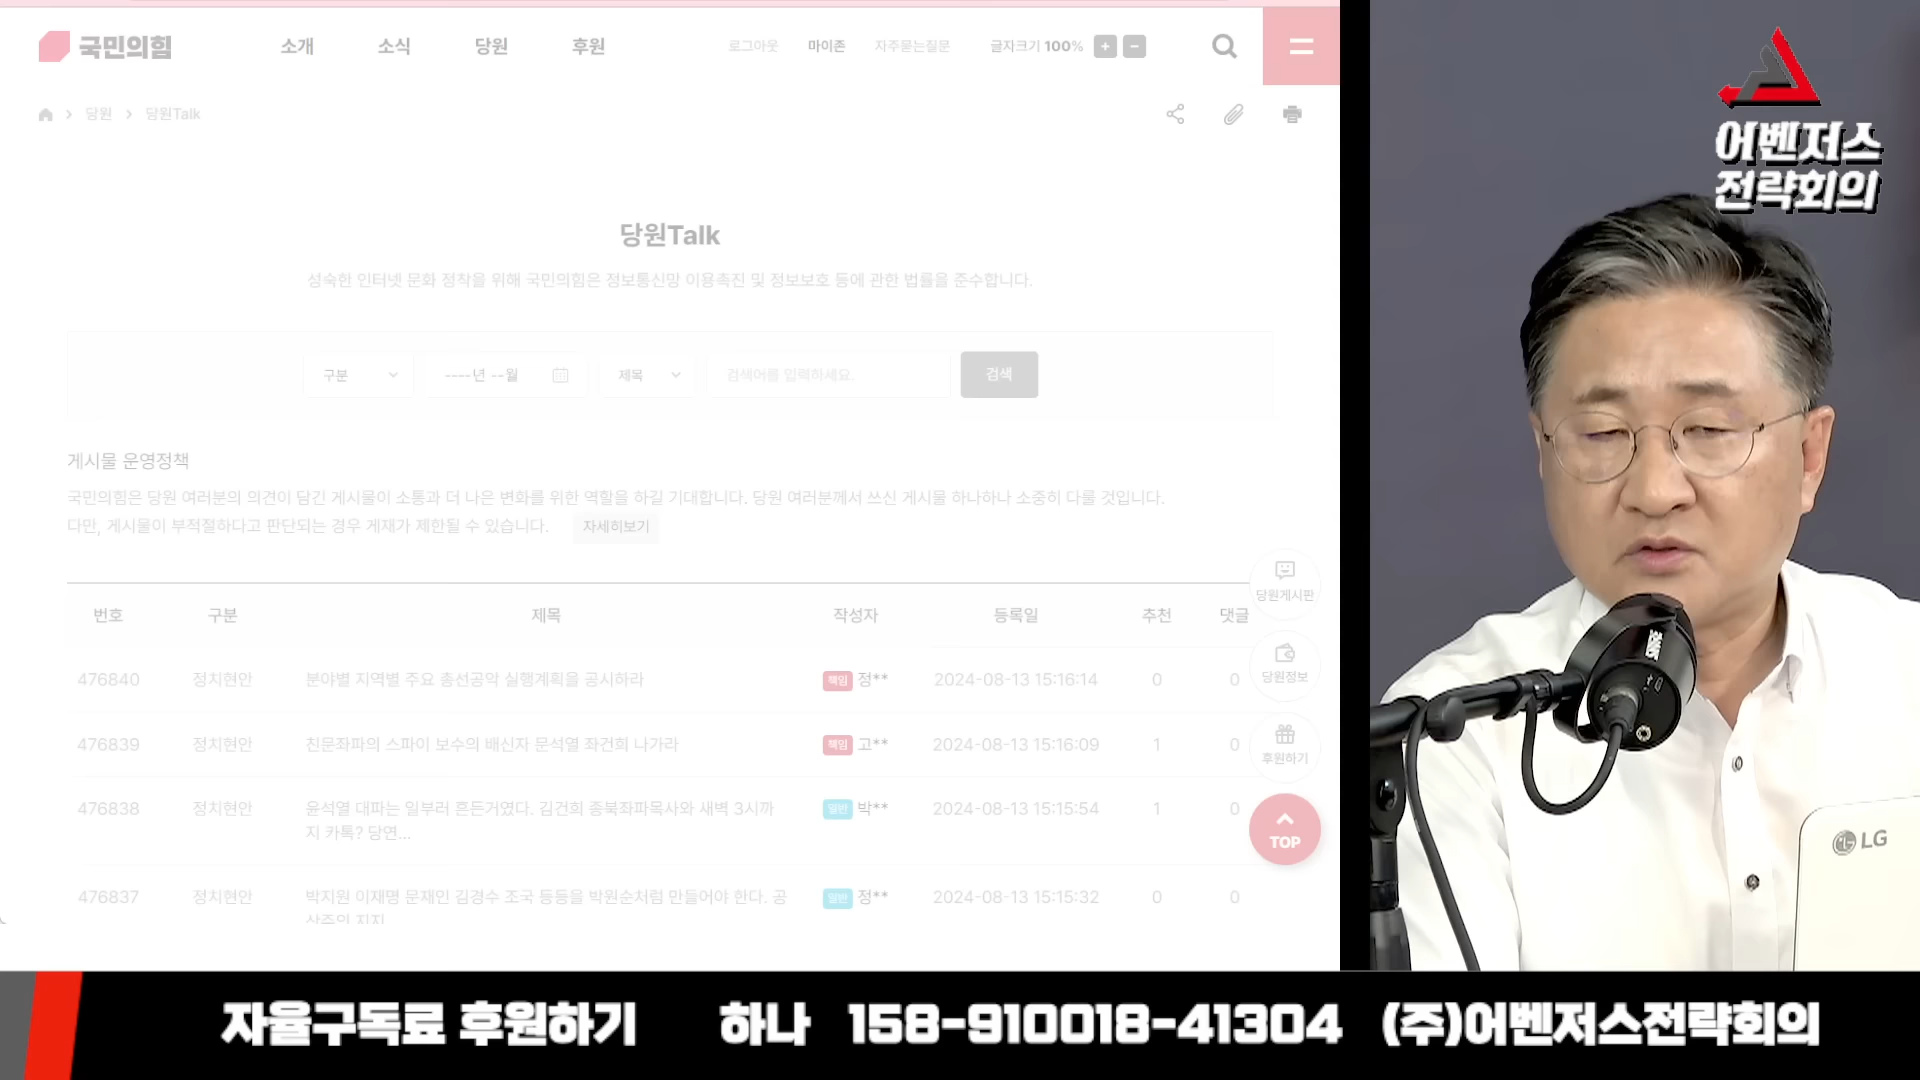 국민의힘
소개 소식 당원 후원
로그아웃 마이존 자주묻는질문 글자크기 100% + -
당원 당원Talk
당원Talk
성숙한 인터넷 문화 정착을 위해 국민의힘은 정보통신망 이용촉진 및 정보보호 등에 관한 법률을 준수합니다.
구분 ----년 --월 제목 검색어를 입력하세요. 검색
게시물 운영정책
국민의힘은 당원 여러분의 의견이 담긴 게시물이 소통과 더 나은 변화를 위한 역할을 하길 기대합니다. 당원 여러분께서 쓰신 게시물 하나하나 소중히 다룰 것입니다.
다만, 게시물이 부적절하다고 판단되는 경우 게재가 제한될 수 있습니다. 자세히보기
번호 구분 제목 작성자 등록일 추천 댓글
476840 정치현안 분야별 지역별 주요 총선공약 실행계획을 공시하라 책임 정** 2024-08-13 15:16:14 0 0
476839 정치현안 친문좌파의 스파이 보수의 배신자 문석열 좌건희 나가라 책임 고** 2024-08-13 15:16:09 1 0
476838 정치현안 윤석열 대파는 일부러 흔든거였다. 김건희 종북좌파목사와 새벽 3시까 일반 박** 2024-08-13 15:15:54 1 0
지 카톡? 당연...
476837 정치현안 박지원 이재명 문재인 김경수 조국 등등을 박원순처럼 만들어야 한다. 공 일반 정** 2024-08-13 15:15:32 0 0
산주의 지지
당원게시판
당원정보
후원하기
TOP
어벤저스
전략회의
LG
자율구독료 후원하기 하나 158-910018-41304 (주)어벤저스전략회의